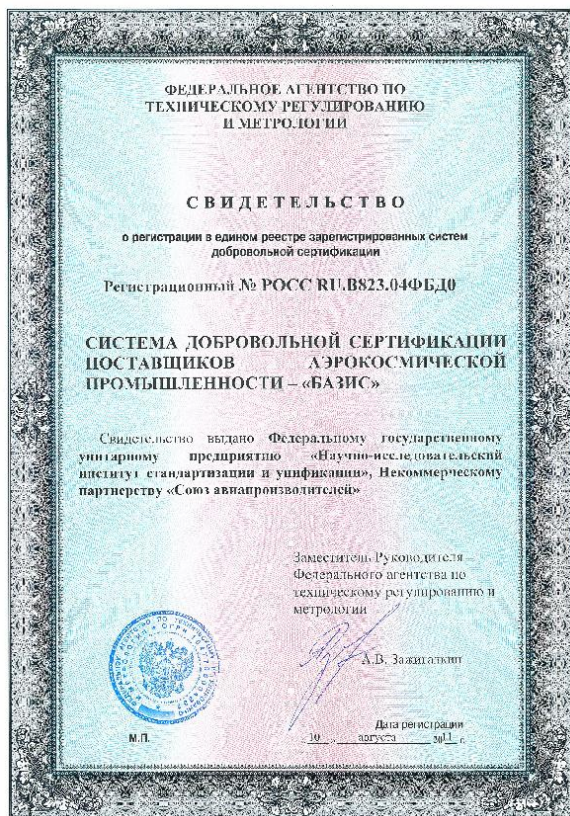 ФЕДЕРАЛЬНОЕ АГЕНТСТВО ПО
ТЕХНИЧЕСКОМУ РЕГУЛИРОВАНИЮ
И МЕТРОЛОГИИ
СВИДЕТЕЛЬСТВО
о регистрации в едином реестре зарегистрированных систем
добровольной сертификации
Регистрационный № РОСС RU.В823.04ФБД0
СИСТЕМА ДОБРОВОЛЬНОЙ СЕРТИФИКАЦИИ
ПОСТАВЩИКОВ АЭРОКОСМИЧЕСКОЙ
ПРОМЫШЛЕННОСТИ – «БАЗИС»
Свидетельство выдано Федеральному государственному
унитарному предприятию «Научно-исследовательский
институт стандартизации и унификации», Некоммерческому
партнерству «Союз авиапроизводителей»
Заместитель Руководителя –
Федерального агентства по
техническому регулированию и
метрологии
А.В. Зажигалкин
Дата регистрации
М.П.
10 августа 2011 г.